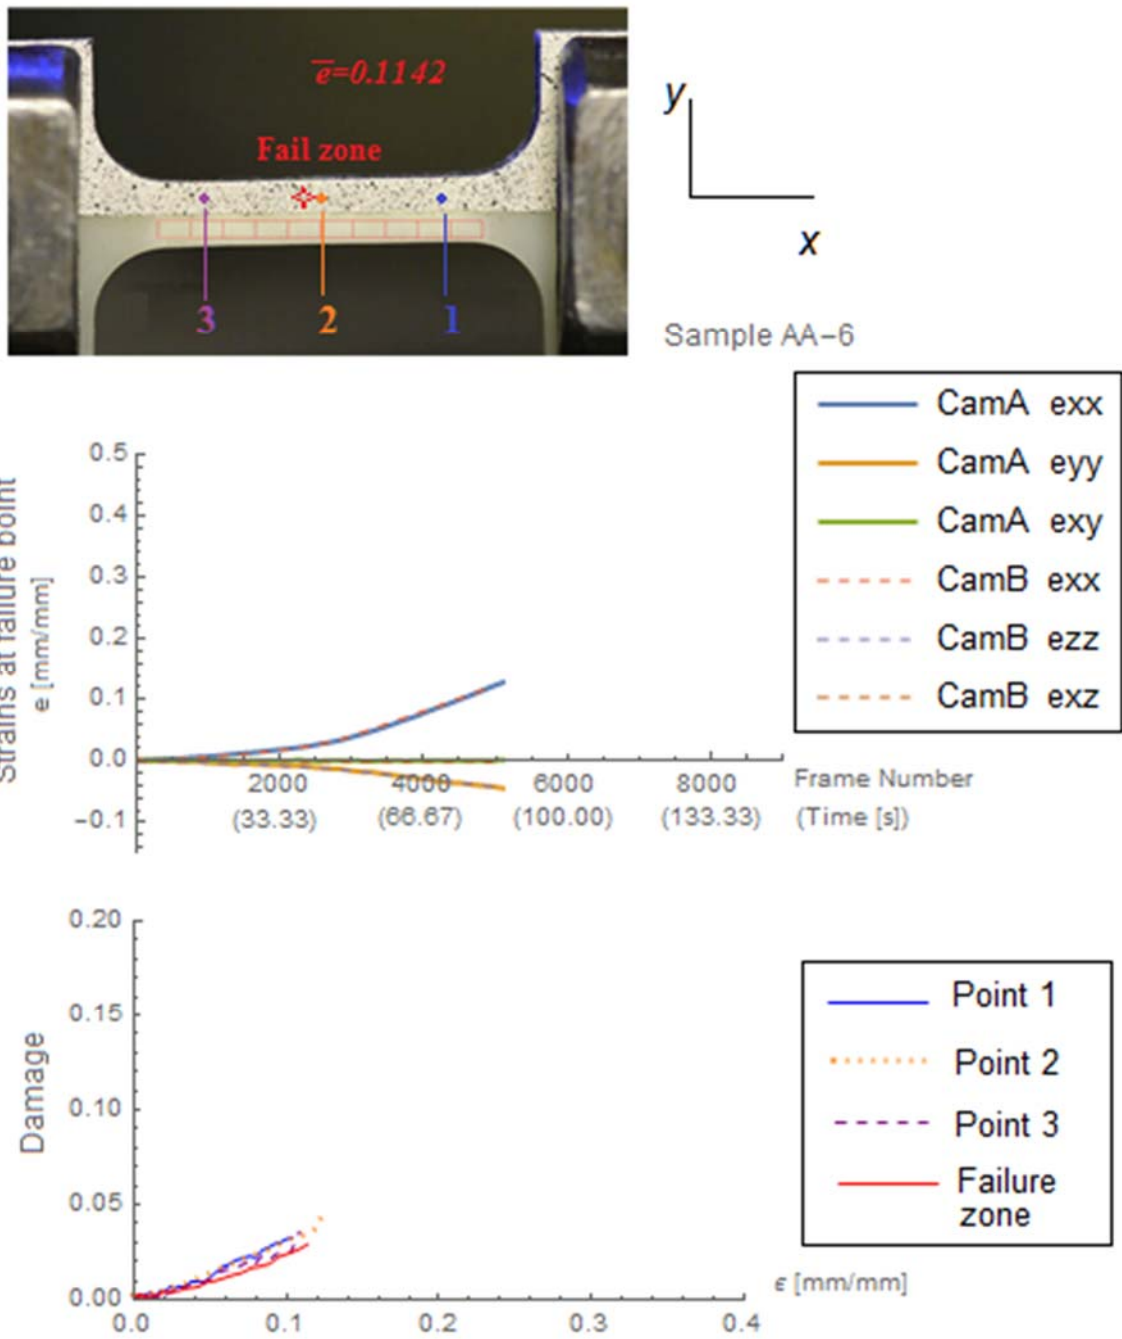 e=0.1142
Fail zone
3
2
1
y
x
Sample AA-6
CamA exx
CamA eyy
CamA exy
CamB exx
CamB ezz
CamB exz
Strains at failure point
e [mm/mm]
0.5
0.4
0.3
0.2
0.1
0.0
-0.1
2000 4000 6000 8000 Frame Number
(33.33) (66.67) (100.00) (133.33) (Time [s])
Damage
0.20
0.15
0.10
0.05
0.00
Point 1
Point 2
Point 3
Failure
zone
ϵ [mm/mm]
0.0 0.1 0.2 0.3 0.4